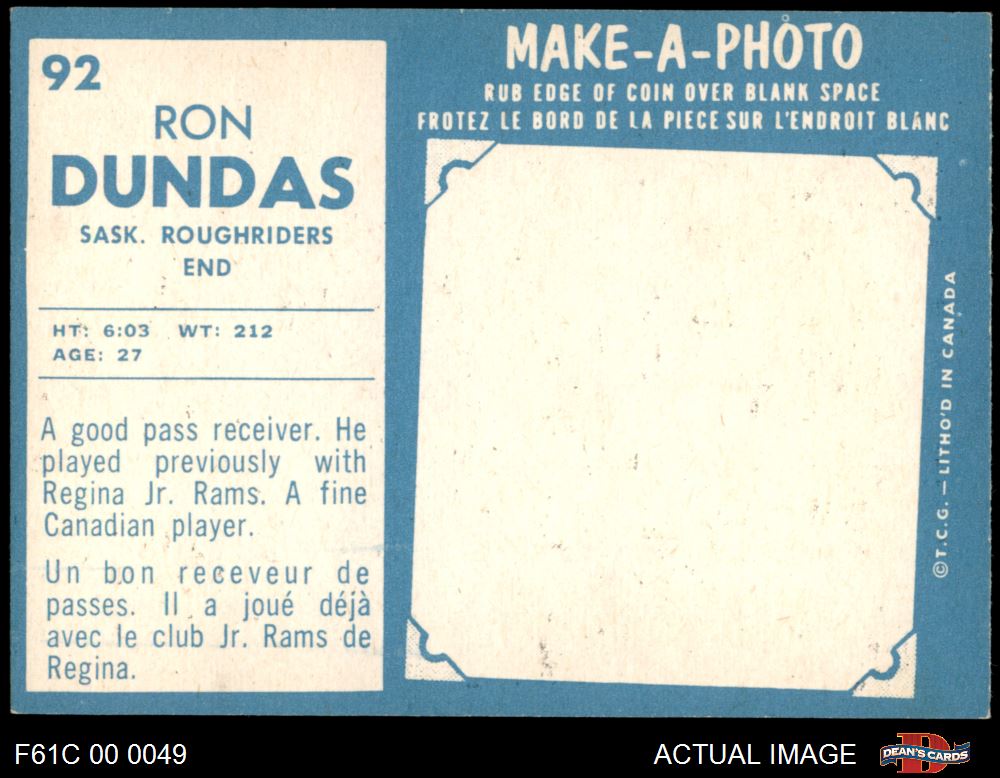 92
RON
DUNDAS
SASK. ROUGHRIDERS
END
HT: 6:03 WT: 212
AGE: 27
A good pass receiver. He
played previously with
Regina Jr. Rams. A fine
Canadian player.
Un bon receveur de
passes. Il a joué déjà
avec le club Jr. Rams de
Regina.
MAKE-A-PHOTO
RUB EDGE OF COIN OVER BLANK SPACE
FROTEZ LE BORD DE LA PIECE SUR L'ENDROIT BLANC
©T.C.G. — LITHO'D IN CANADA
F61C 00 0049
ACTUAL IMAGE
D
DEAN'S CARDS